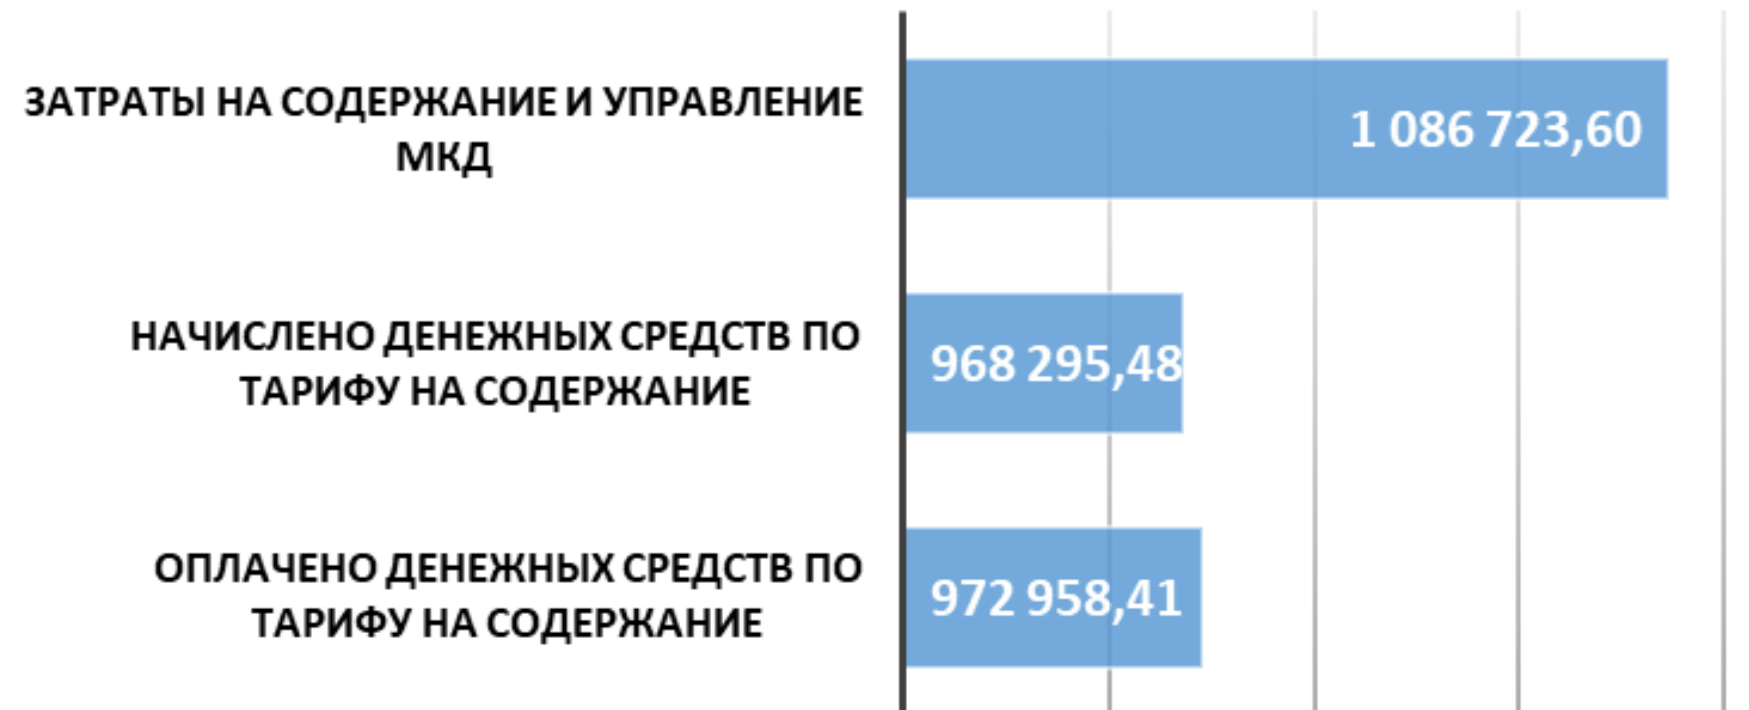 ЗАТРАТЫ НА СОДЕРЖАНИЕ И УПРАВЛЕНИЕ
МКД
1 086 723,60
НАЧИСЛЕНО ДЕНЕЖНЫХ СРЕДСТВ ПО
ТАРИФУ НА СОДЕРЖАНИЕ
968 295,48
ОПЛАЧЕНО ДЕНЕЖНЫХ СРЕДСТВ ПО
ТАРИФУ НА СОДЕРЖАНИЕ
972 958,41